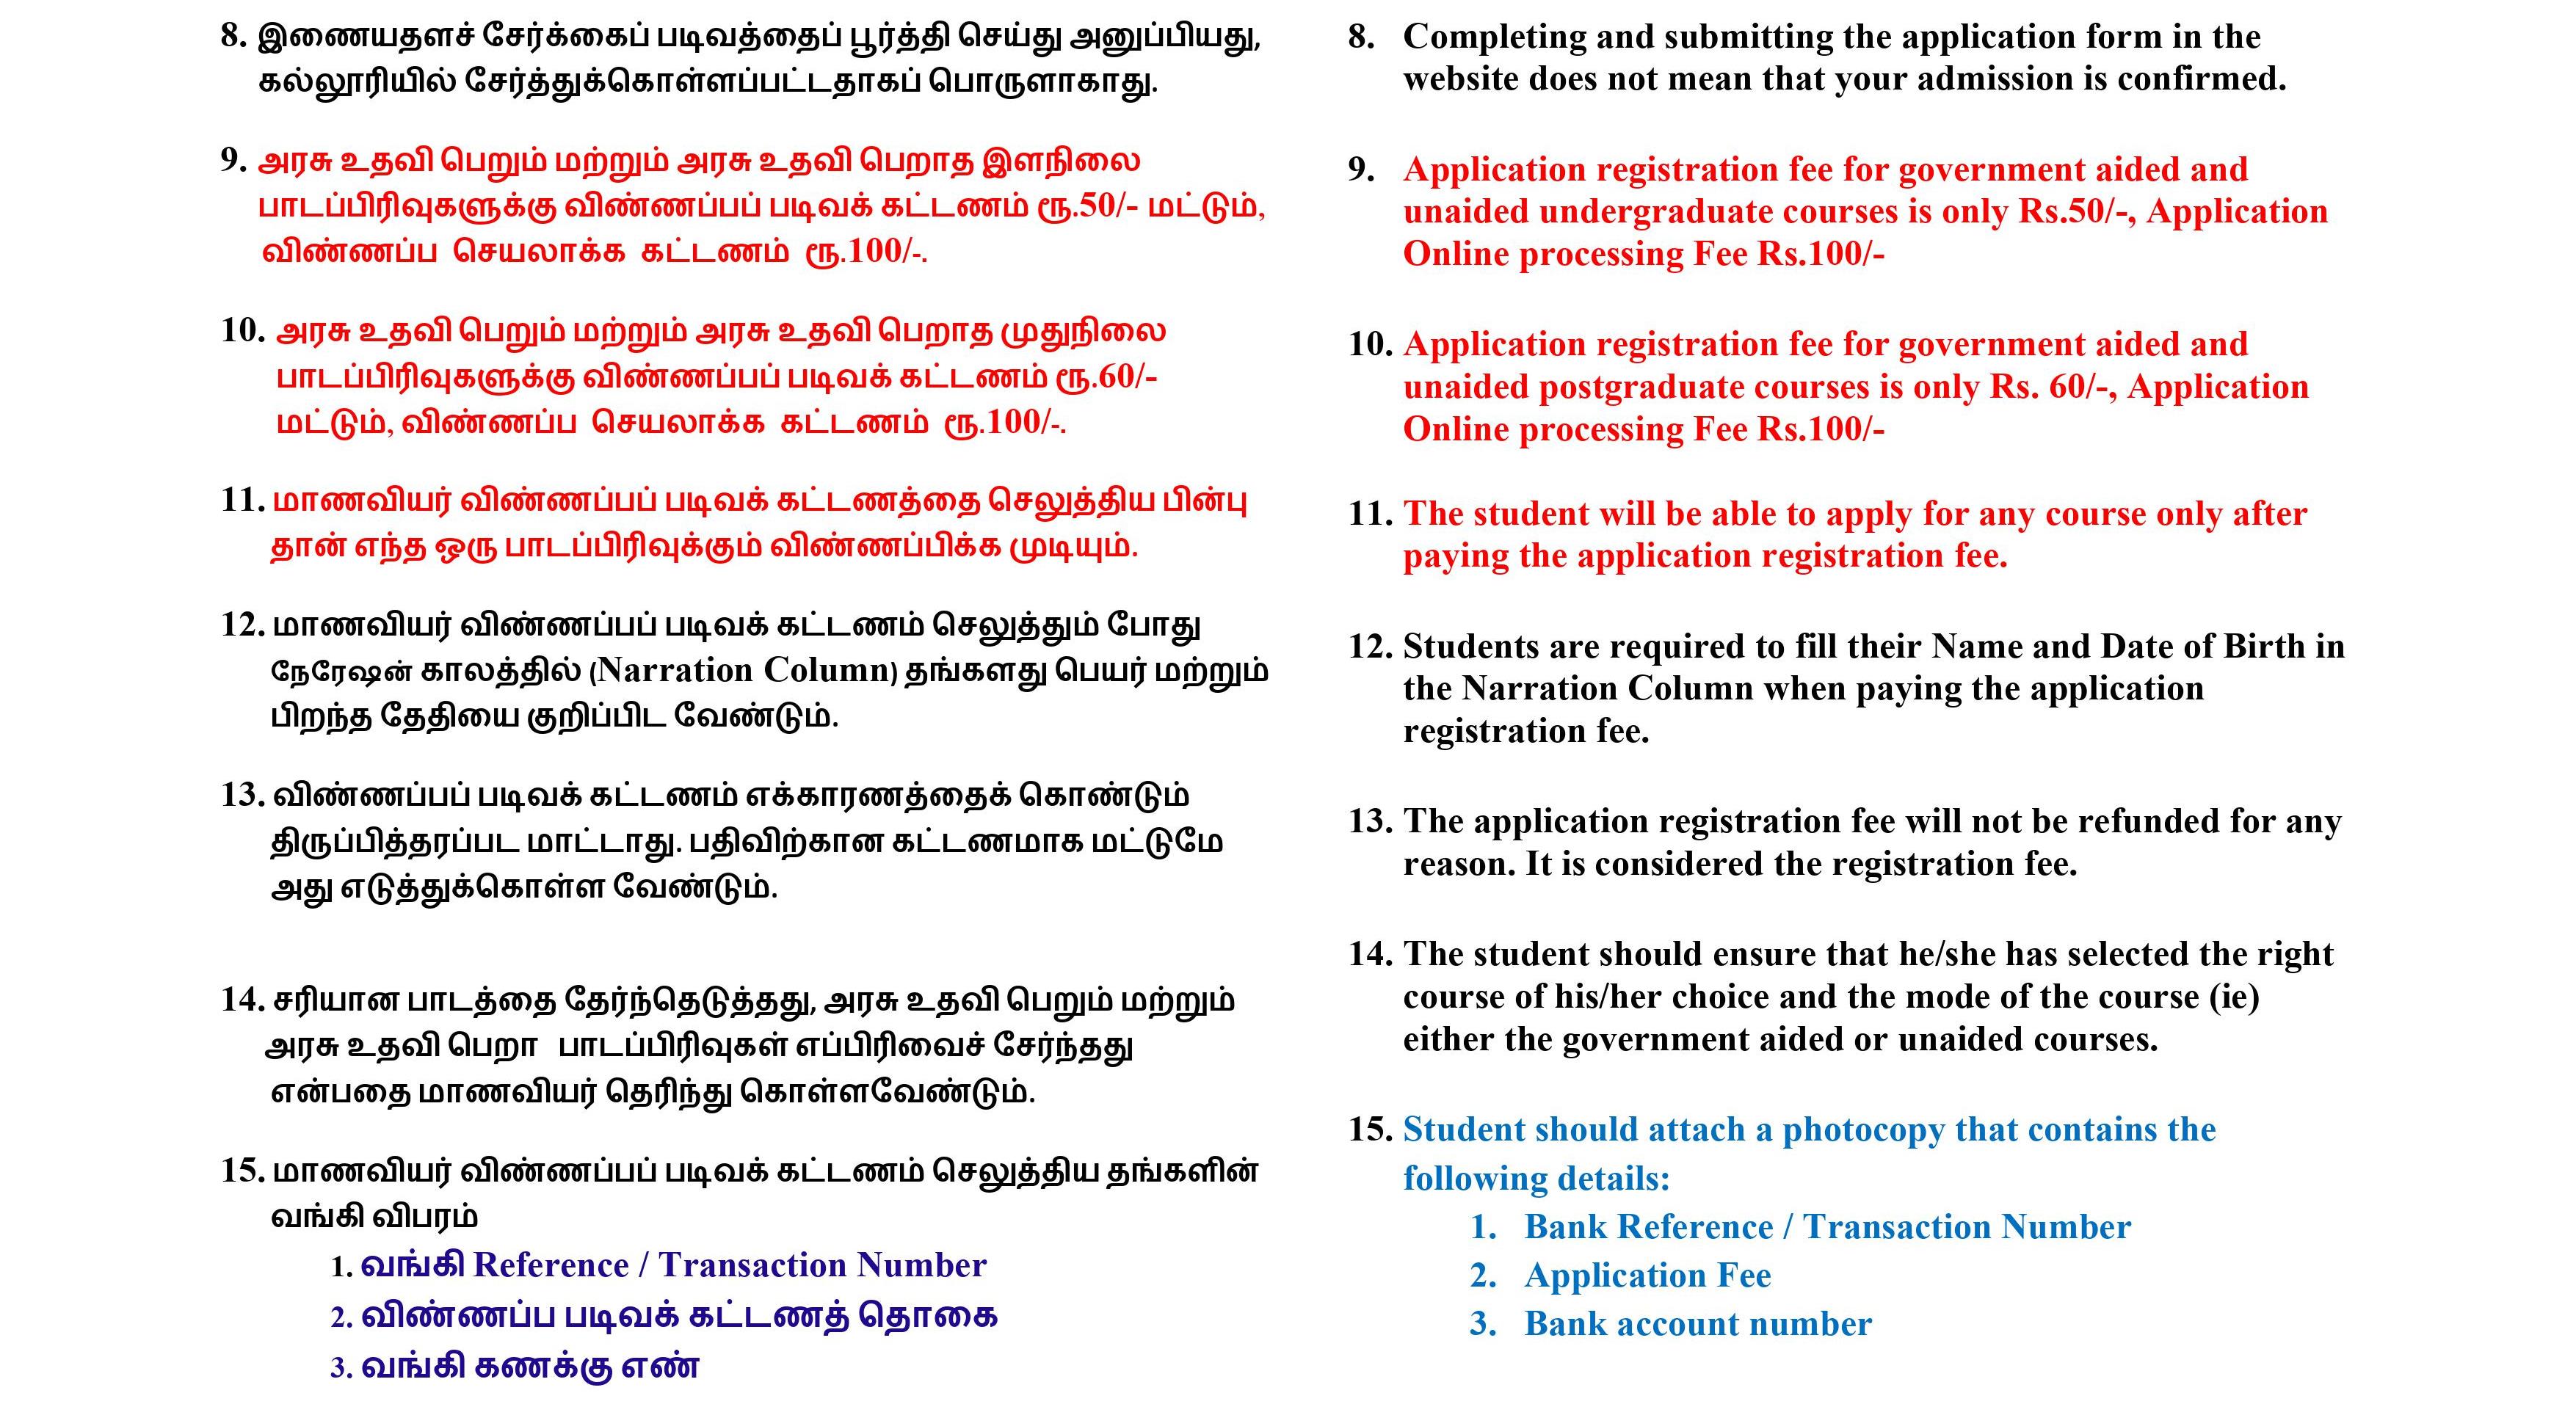 8. இணையதளச் சேர்க்கைப் படிவத்தைப் பூர்த்தி செய்து அனுப்பியது,
கல்லூரியில் சேர்த்துக்கொள்ளப்பட்டதாகப் பொருளாகாது.
9. அரசு உதவி பெறும் மற்றும் அரசு உதவி பெறாத இளநிலை
பாடப்பிரிவுகளுக்கு விண்ணப்பப் படிவக் கட்டணம் ரூ.50/- மட்டும்,
விண்ணப்ப செயலாக்க கட்டணம் ரூ.100/-.
10. அரசு உதவி பெறும் மற்றும் அரசு உதவி பெறாத முதுநிலை
பாடப்பிரிவுகளுக்கு விண்ணப்பப் படிவக் கட்டணம் ரூ.60/-
மட்டும், விண்ணப்ப செயலாக்க கட்டணம் ரூ.100/-.
11. மாணவியர் விண்ணப்பப் படிவக் கட்டணத்தை செலுத்திய பின்பு
தான் எந்த ஒரு பாடப்பிரிவுக்கும் விண்ணப்பிக்க முடியும்.
12. மாணவியர் விண்ணப்பப் படிவக் கட்டணம் செலுத்தும் போது
நேரேஷன் காலத்தில் (Narration Column) தங்களது பெயர் மற்றும்
பிறந்த தேதியை குறிப்பிட வேண்டும்.
13. விண்ணப்பப் படிவக் கட்டணம் எக்காரணத்தைக் கொண்டும்
திருப்பித்தரப்பட மாட்டாது. பதிவிற்கான கட்டணமாக மட்டுமே
அது எடுத்துக்கொள்ள வேண்டும்.
14. சரியான பாடத்தை தேர்ந்தெடுத்தது, அரசு உதவி பெறும் மற்றும்
அரசு உதவி பெறா பாடப்பிரிவுகள் எப்பிரிவைச் சேர்ந்தது
என்பதை மாணவியர் தெரிந்து கொள்ளவேண்டும்.
15. மாணவியர் விண்ணப்பப் படிவக் கட்டணம் செலுத்திய தங்களின்
வங்கி விபரம்
1. வங்கி Reference / Transaction Number
2. விண்ணப்ப படிவக் கட்டணத் தொகை
3. வங்கி கணக்கு எண்
8. Completing and submitting the application form in the
website does not mean that your admission is confirmed.
9. Application registration fee for government aided and
unaided undergraduate courses is only Rs.50/-, Application
Online processing Fee Rs.100/-
10. Application registration fee for government aided and
unaided postgraduate courses is only Rs. 60/-, Application
Online processing Fee Rs.100/-
11. The student will be able to apply for any course only after
paying the application registration fee.
12. Students are required to fill their Name and Date of Birth in
the Narration Column when paying the application
registration fee.
13. The application registration fee will not be refunded for any
reason. It is considered the registration fee.
14. The student should ensure that he/she has selected the right
course of his/her choice and the mode of the course (ie)
either the government aided or unaided courses.
15. Student should attach a photocopy that contains the
following details:
1. Bank Reference / Transaction Number
2. Application Fee
3. Bank account number